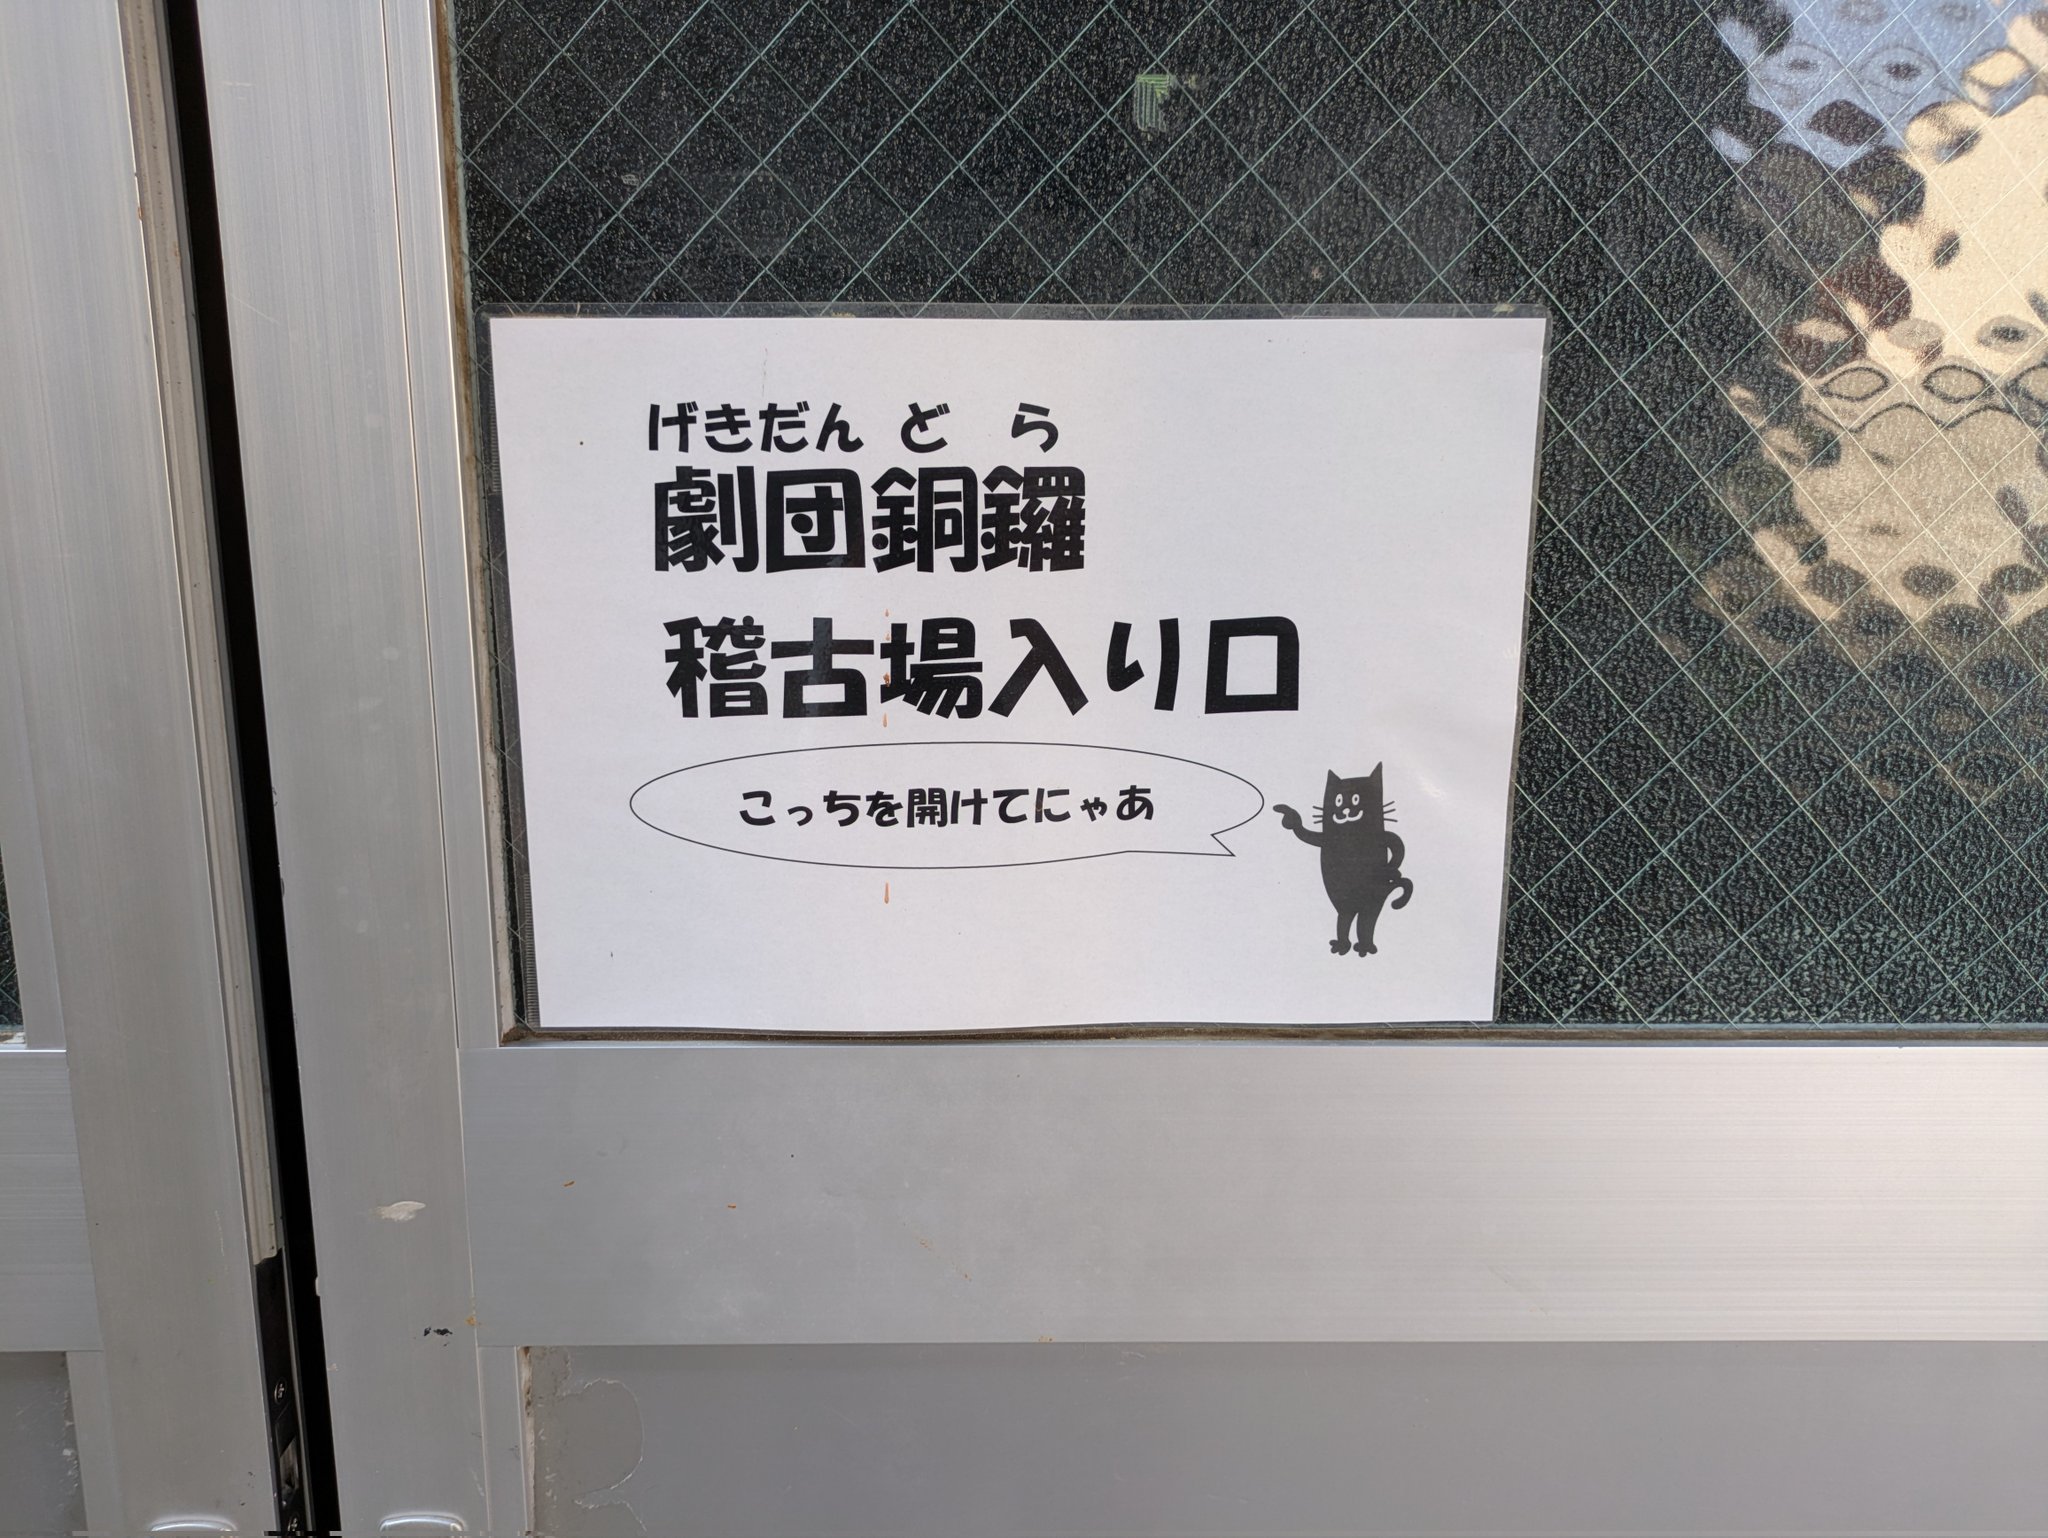 げきだん ど ら
劇団銅鑼
稽古場入り口
こっちを開けてにゃあ